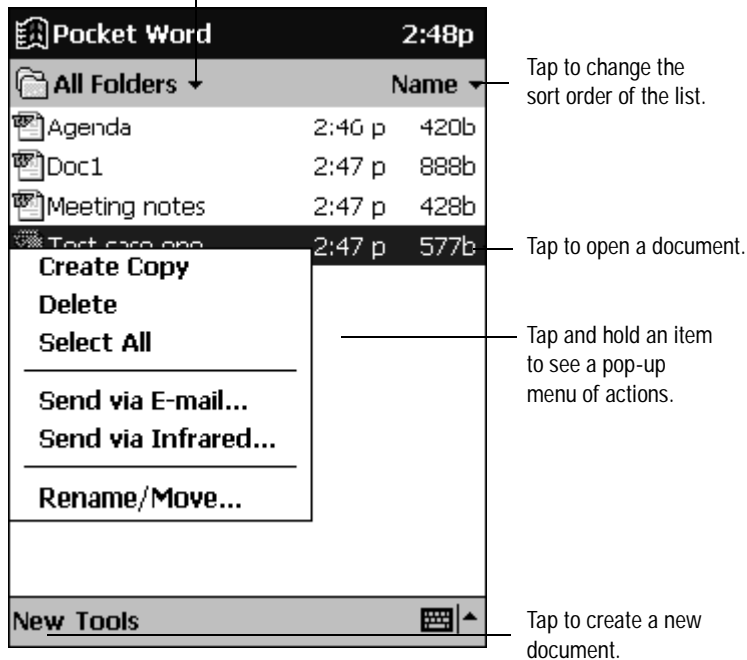 Pocket Word 2:48p
All Folders Name
Agenda 2:46 p 420b
Doc1 2:47 p 888b
Meeting notes 2:47 p 428b
2:47 p 577b
Create Copy
Delete
Select All
Send via E-mail...
Send via Infrared...
Rename/Move...
New Tools
Tap to change the
sort order of the list.
Tap to open a document.
Tap and hold an item
to see a pop-up
menu of actions.
Tap to create a new
document.